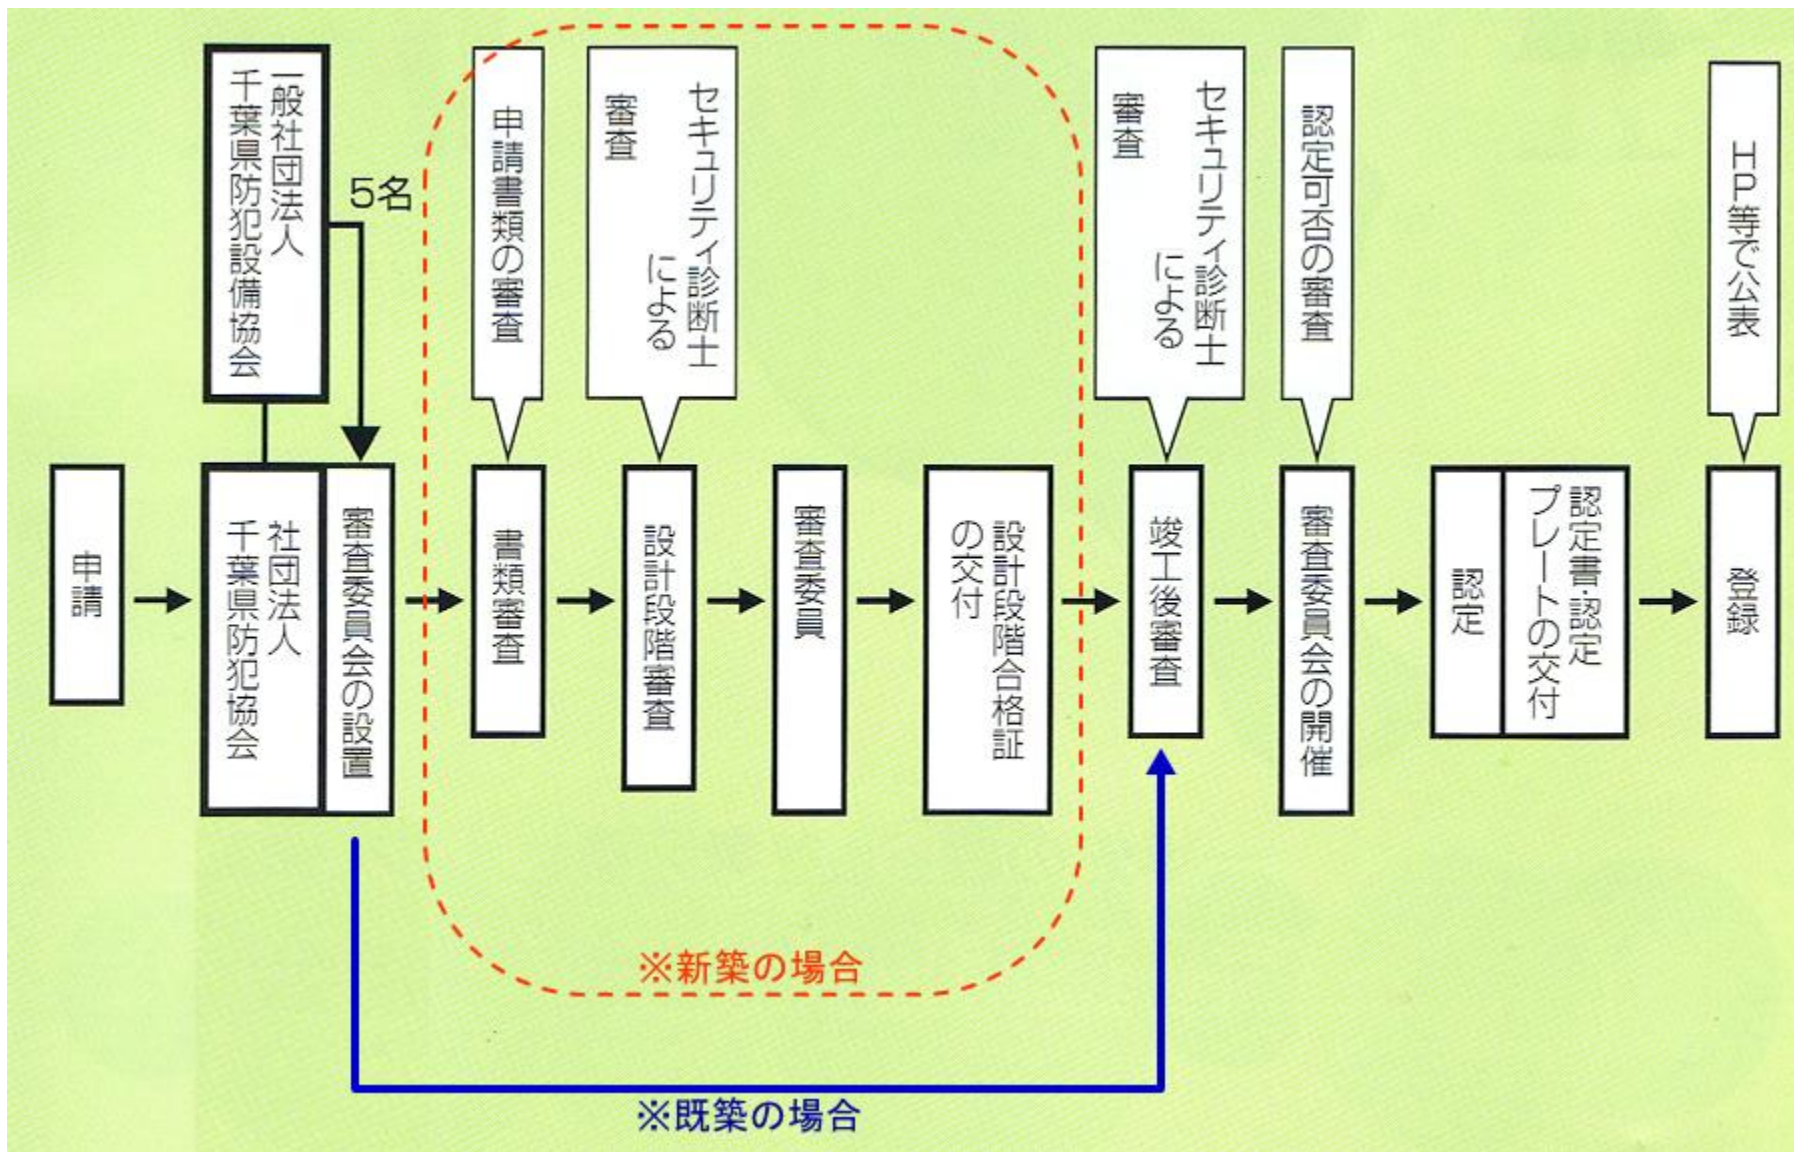 申請
一般社団法人
千葉県防犯設備協会
5名
社団法人
千葉県防犯協会
審査委員会の設置
申請書類の審査
書類審査
セキュリティ診断士
による
審査
設計段階審査
審査委員
設計段階合格証
の交付
セキュリティ診断士
による
審査
竣工後審査
認定可否の審査
審査委員会の開催
認定書・認定
プレートの交付
認定
HP等で公表
登録
※新築の場合
※既築の場合